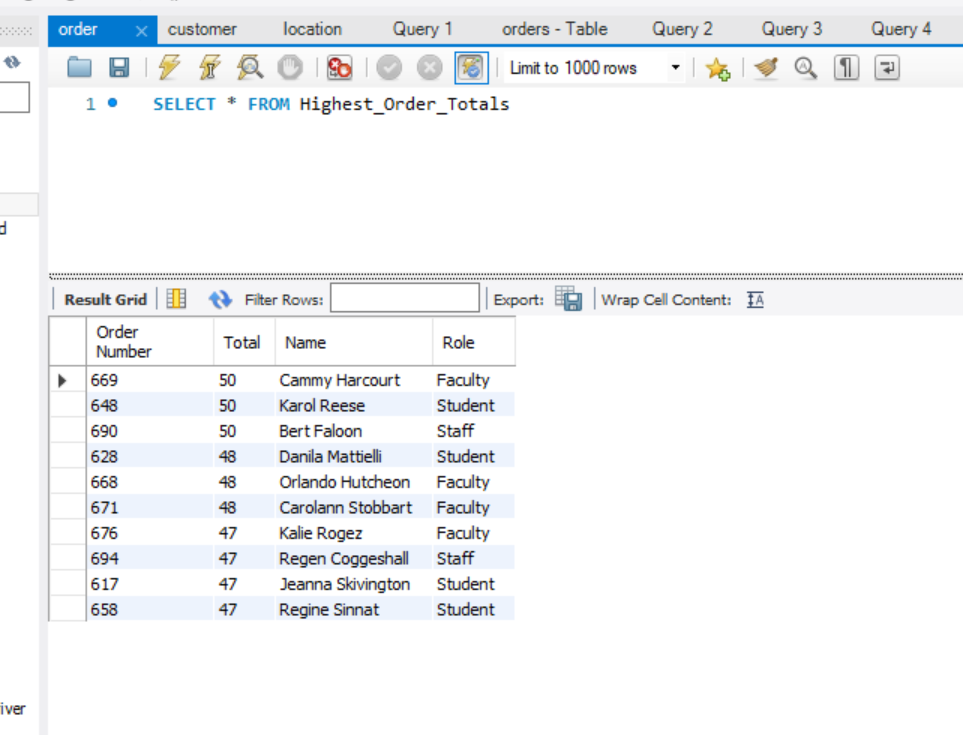 order × customer location Query 1 orders - Table Query 2 Query 3 Query 4
Limit to 1000 rows
1 SELECT * FROM Highest_Order_Totals
Result Grid Filter Rows: Export: Wrap Cell Content:
Order Number Total Name Role
669 50 Cammy Harcourt Faculty
648 50 Karol Reese Student
690 50 Bert Faloon Staff
628 48 Danila Mattielli Student
668 48 Orlando Hutcheon Faculty
671 48 Carolann Stobbart Faculty
676 47 Kalie Rogez Faculty
694 47 Regen Coggeshall Staff
617 47 Jeanna Skivington Student
658 47 Regine Sinnat Student
iver